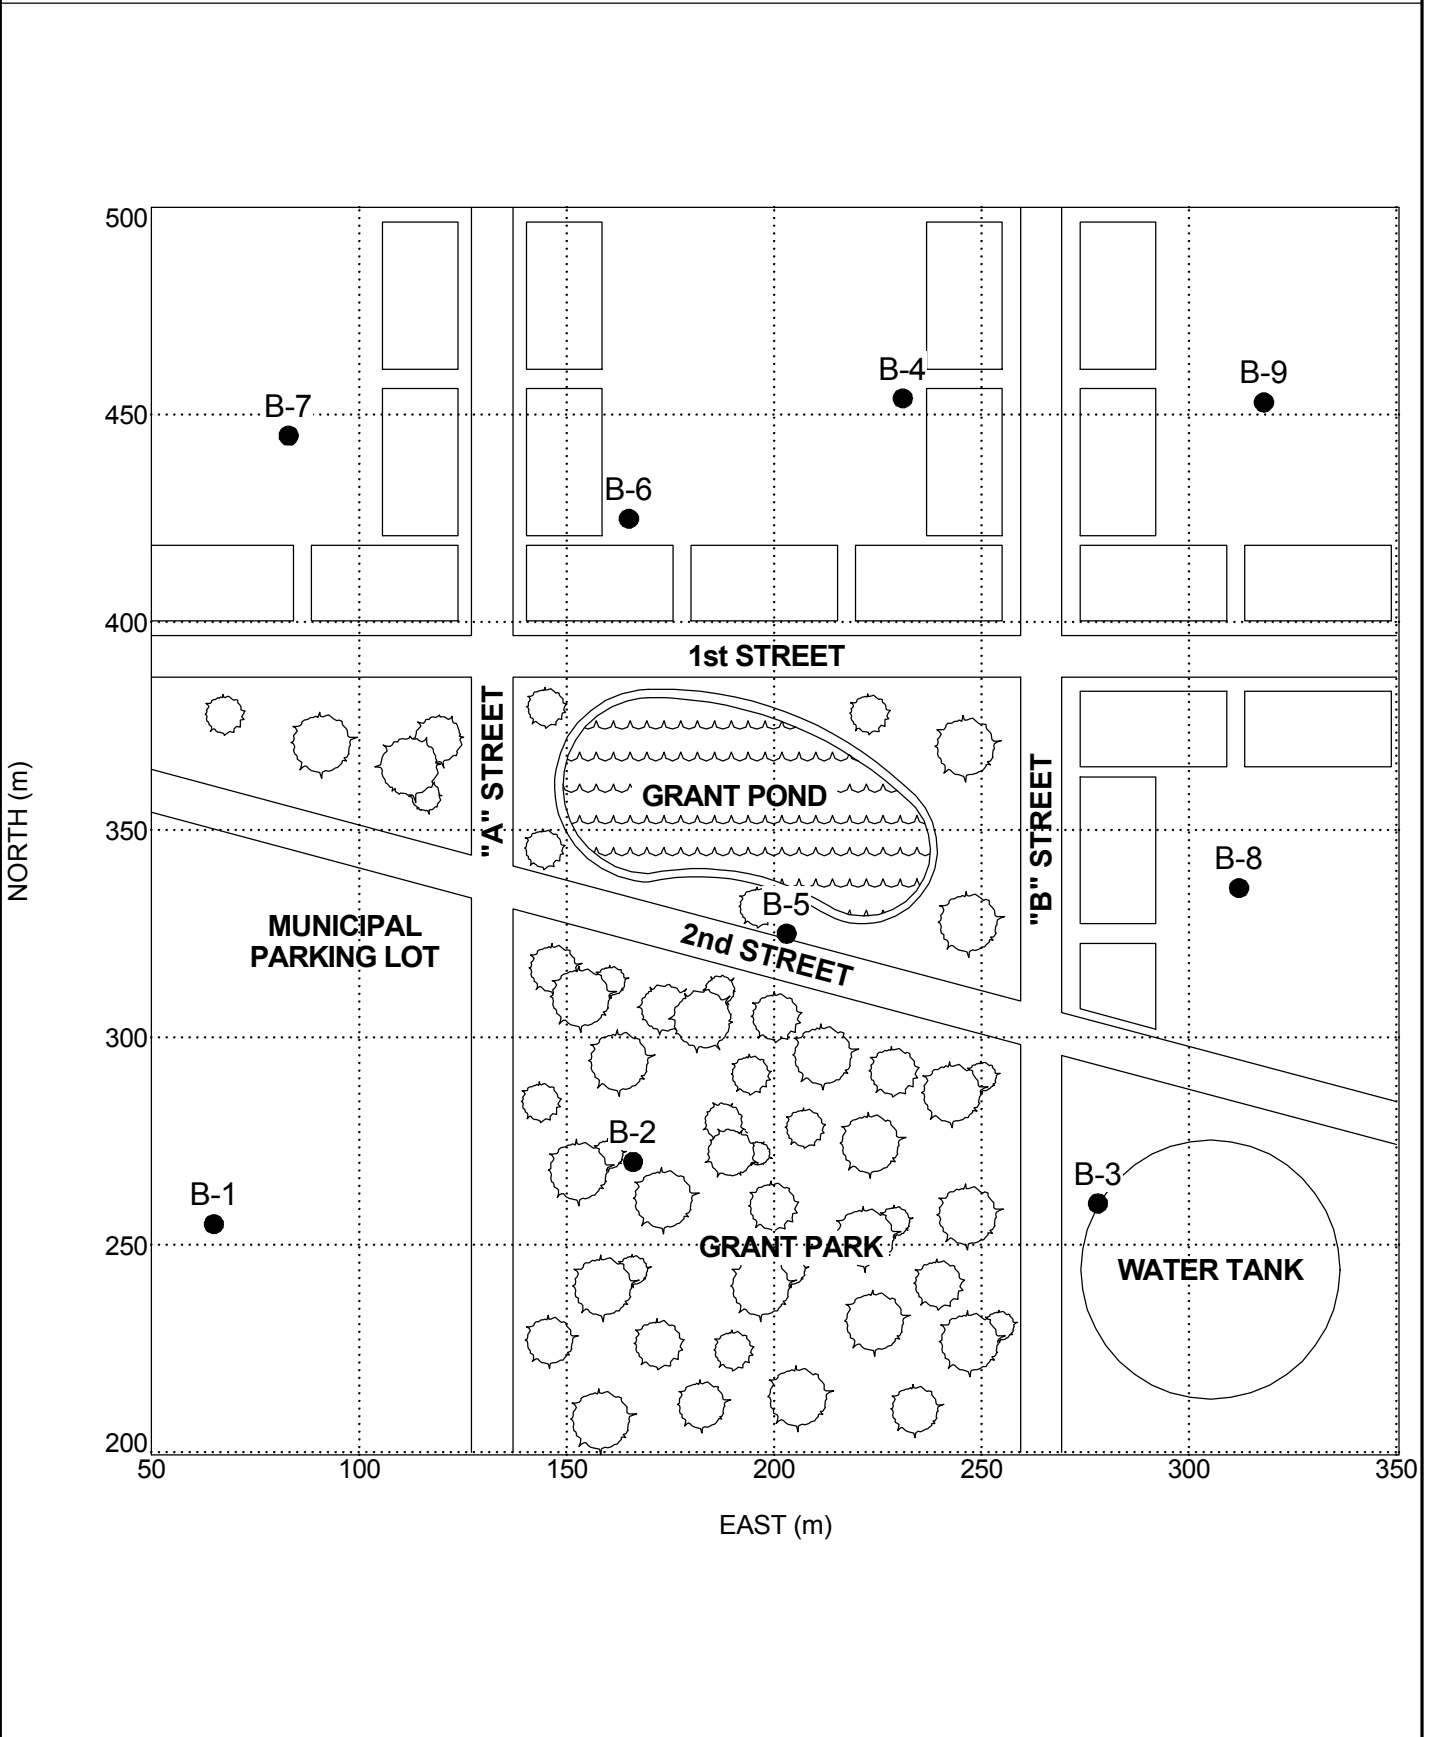 500
B-4
B-9
B-7
450
B-6
400
1st STREET
"A" STREET
"B" STREET
GRANT POND
350
NORTH (m)
B-8
B-5
MUNICIPAL
PARKING LOT
2nd STREET
300
B-2
B-3
B-1
250
GRANT PARK
WATER TANK
200
50 100 150 200 250 300 350
EAST (m)